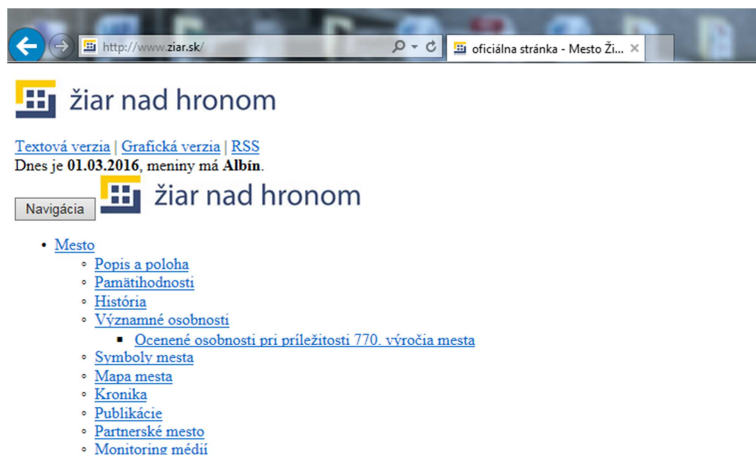 http://www.ziar.sk/
oficiálna stránka - Mesto Ži...
žiar nad hronom
Textová verzia | Grafická verzia | RSS
Dnes je 01.03.2016, meniny má Albín.
Navigácia žiar nad hronom
Mesto
Popis a poloha
Pamätihodnosti
História
Významné osobnosti
Ocenené osobnosti pri príležitosti 770. výročia mesta
Symboly mesta
Mapa mesta
Kronika
Publikácie
Partnerské mesto
Monitoring médií